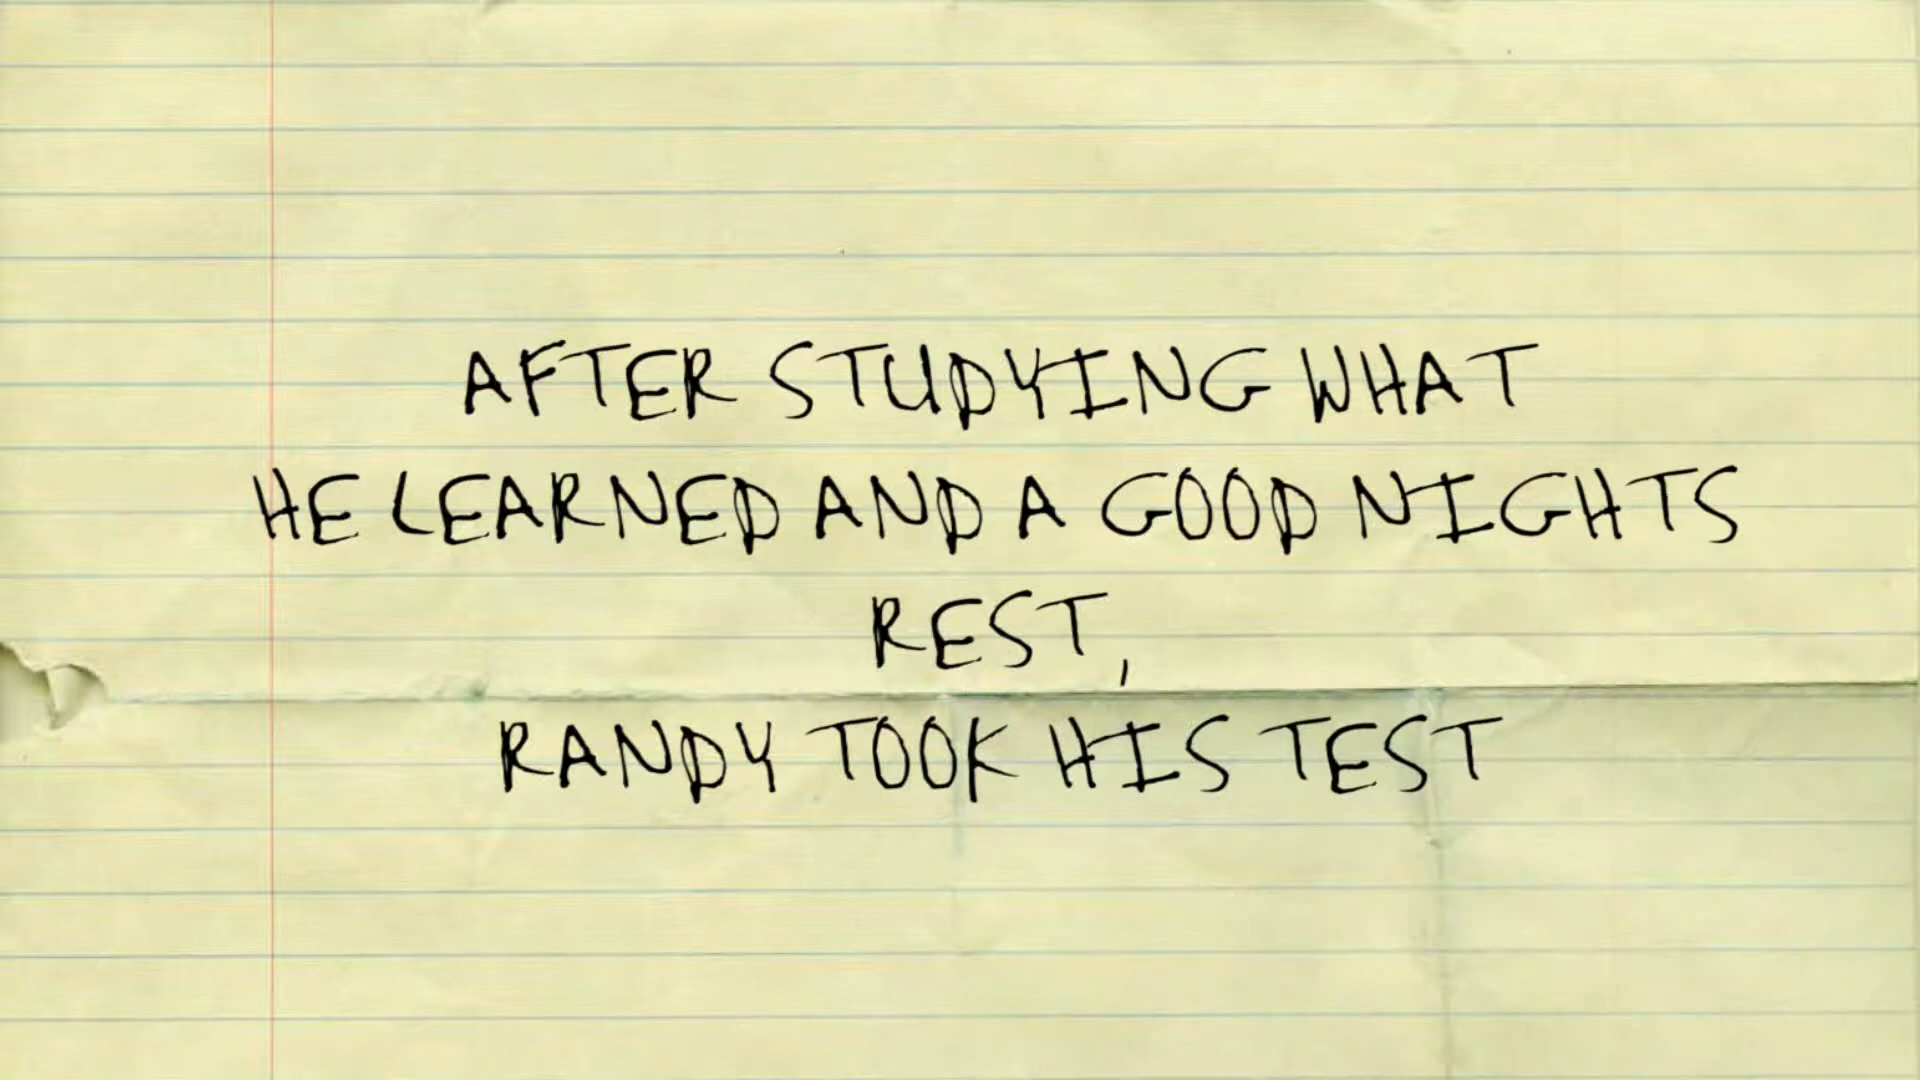 AFTER STUDYING WHAT
HE LEARNED AND A GOOD NIGHTS
REST,
RANDY TOOK HIS TEST